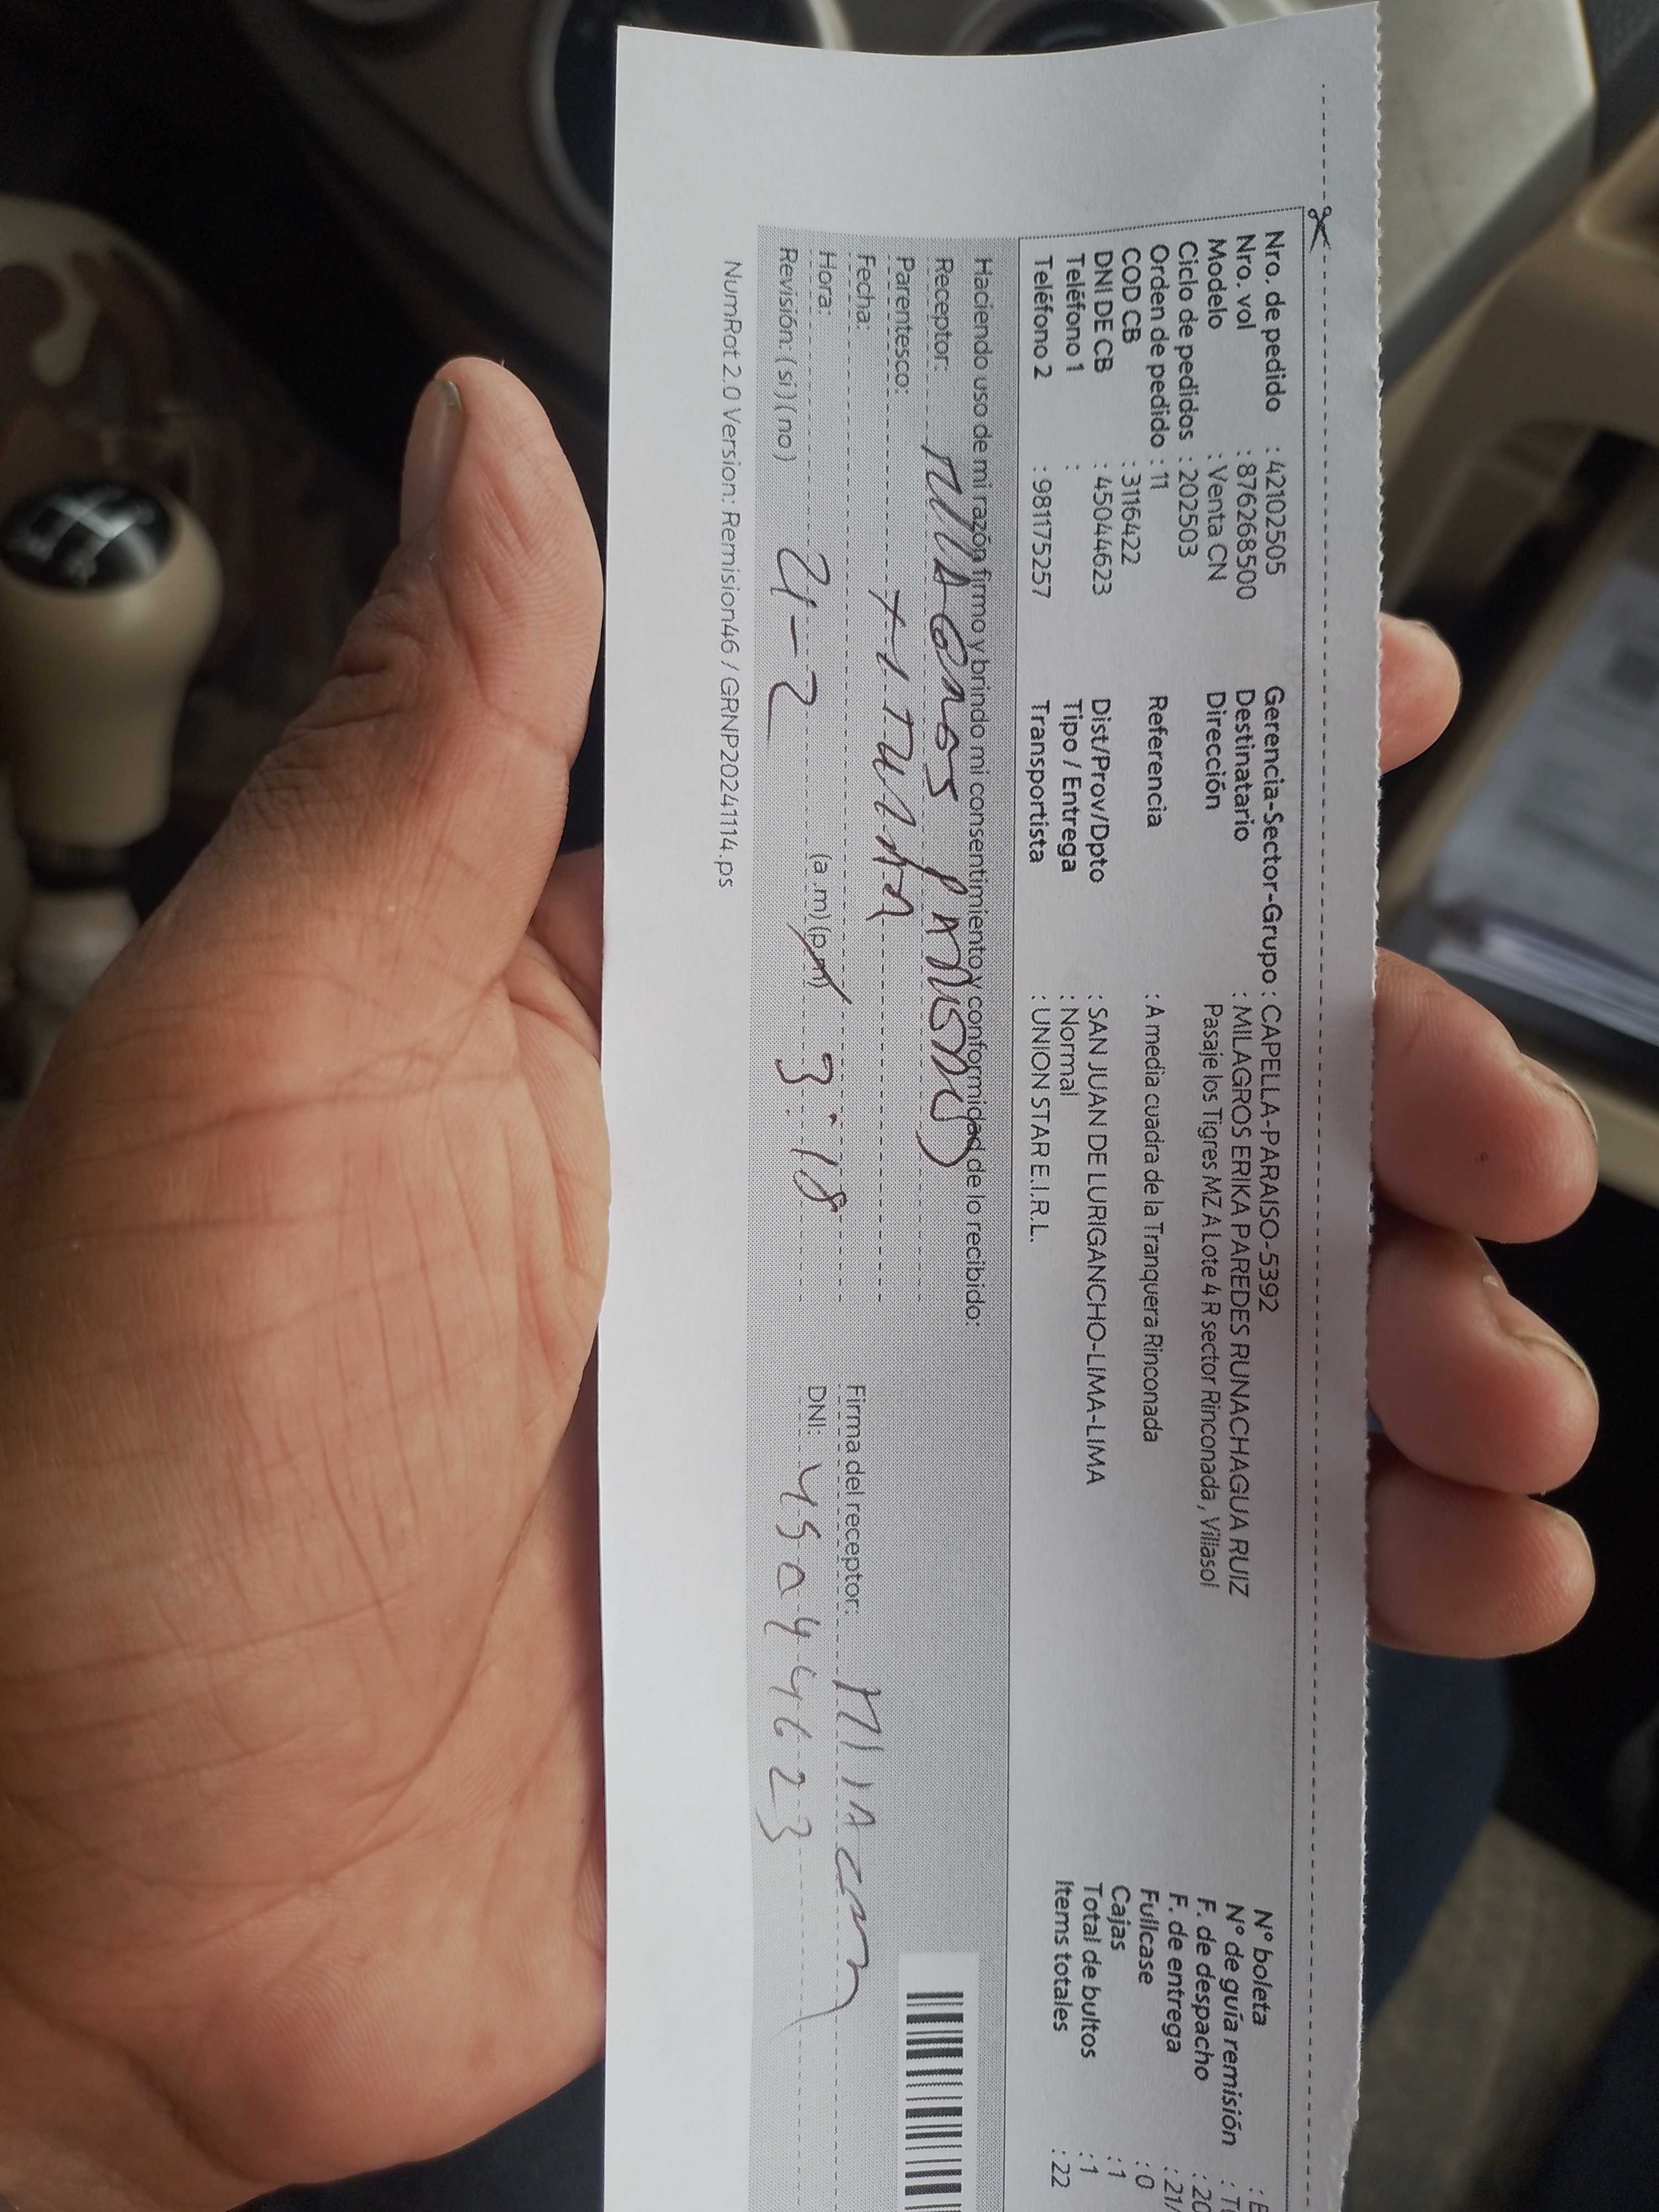 Nro. de pedido : 42102505 Gerencia-Sector-Grupo : CAPELLA-PARAISO-5392 N° boleta
Nro. vol : 876268500 Destinatario : MILAGROS ERIKA PAREDES RUNACHAGUA RUIZ N° de guía remisión
Modelo : Venta CN Dirección Pasaje los Tigres MZ A Lote 4 R sector Rinconada, Villasol F. de despacho : 20
Ciclo de pedidos : 202503 F. de entrega : 21/
Orden de pedido : 11 Referencia : A media cuadra de la Tranquera Rinconada Fullcase : 0
COD CB : 3116422 Cajas : 1
DNI DE CB : 45044623 Dist/Prov/Dpto : SAN JUAN DE LURIGANCHO-LIMA-LIMA Total de bultos : 1
Teléfono 1 : Tipo / Entrega : Normal Items totales : 22
Teléfono 2 : 981175257 Transportista : UNION STAR E.I.R.L.
Haciendo uso de mi razón firmo y brindo mi consentimiento y conformidad de lo recibido:
Receptor: Milagros Paredes
Parentesco: titular
Fecha: 21-2 Firma del receptor:
Hora: (a.m) (p.m) 3:18 DNI: 45044623
Revisión: (si) (no)
NumRot 2.0 Version: Remision46 / GRNP20241114.ps